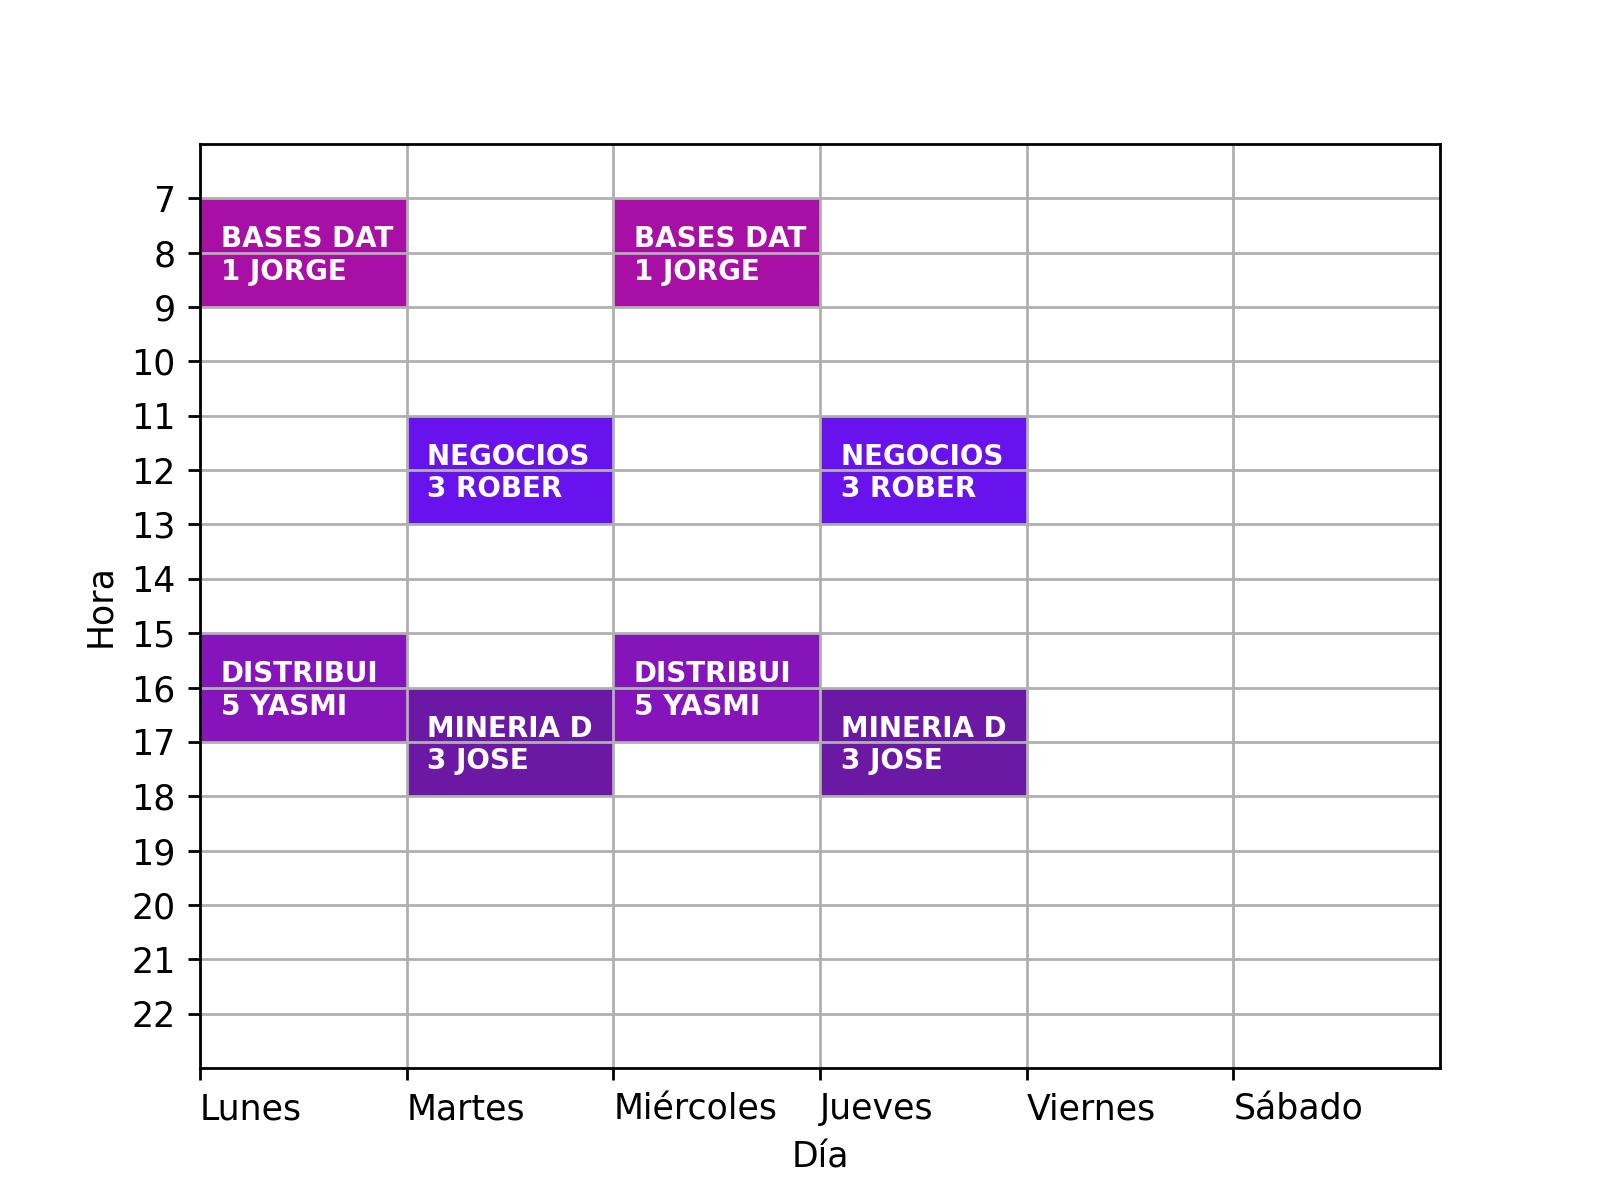 7
8
9
10
11
12
13
14
15
16
17
18
19
20
21
22
Hora
BASES DAT
1 JORGE
BASES DAT
1 JORGE
NEGOCIOS
3 ROBER
NEGOCIOS
3 ROBER
DISTRIBUI
5 YASMI
DISTRIBUI
5 YASMI
MINERIA D
3 JOSE
MINERIA D
3 JOSE
Lunes
Martes
Miércoles
Jueves
Viernes
Sábado
Día